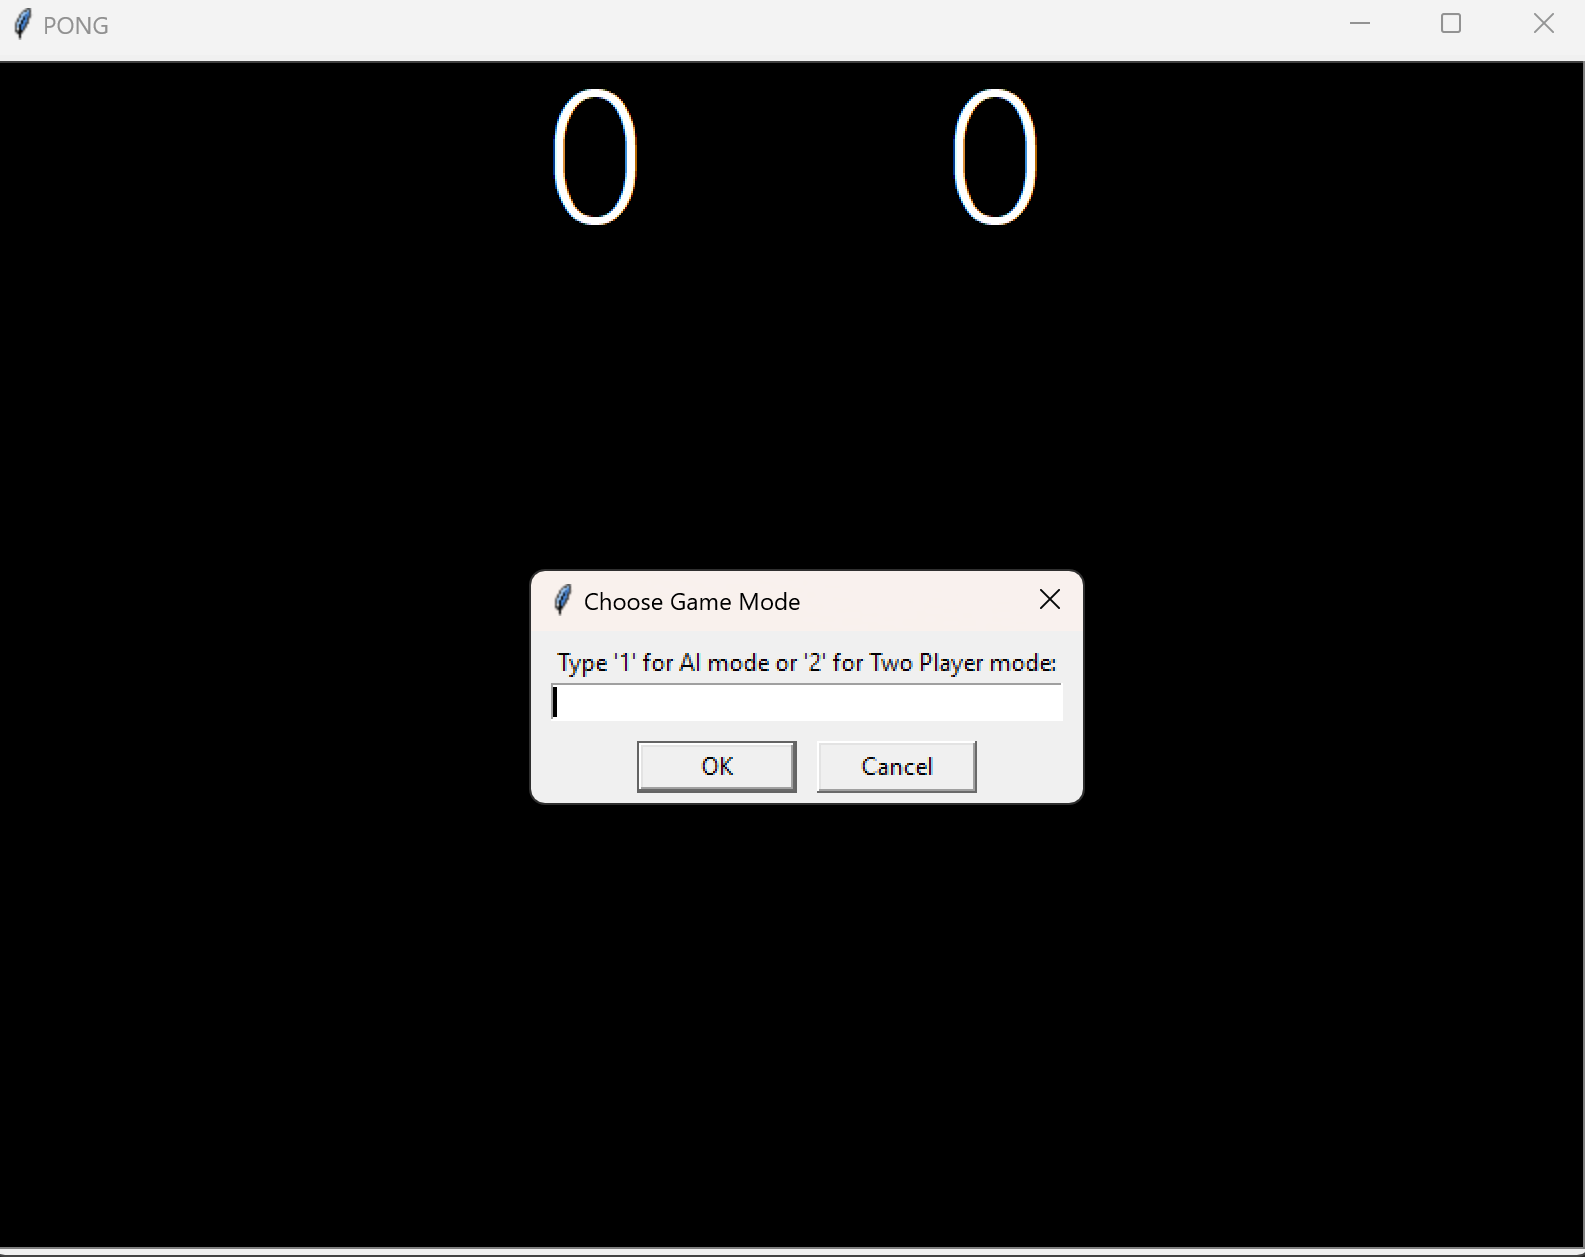 PONG
0 0
Choose Game Mode
Type '1' for AI mode or '2' for Two Player mode:
OK Cancel